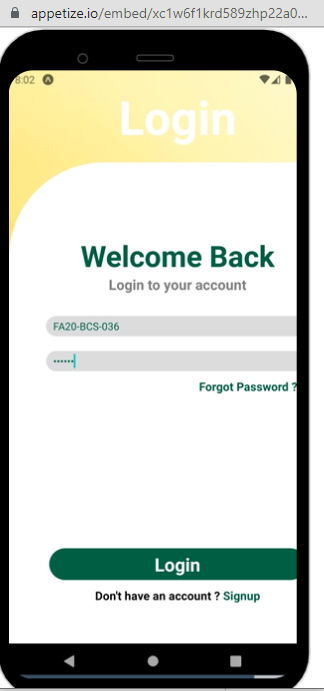 appetize.io/embed/xc1w6f1krd589zhp22a0...
8:02
Login
Welcome Back
Login to your account
FA20-BCS-036
••••••
Forgot Password ?
Login
Don't have an account ? Signup